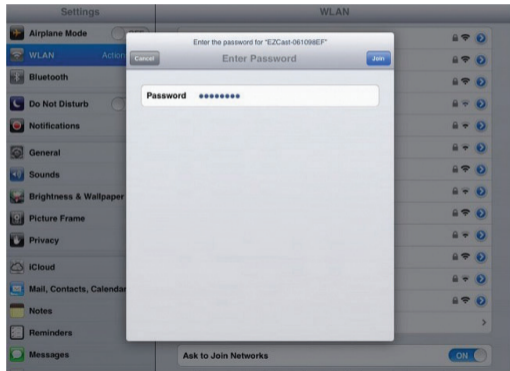 Settings
WLAN
Airplane Mode
WLAN
Enter the password for "EZCast-061098EF"
Cancel
Enter Password
Join
Bluetooth
Password ●●●●●●●●
Do Not Disturb
Notifications
General
Sounds
Brightness & Wallpaper
Picture Frame
Privacy
iCloud
Mail, Contacts, Calendar
Notes
Reminders
Messages
Ask to Join Networks
ON